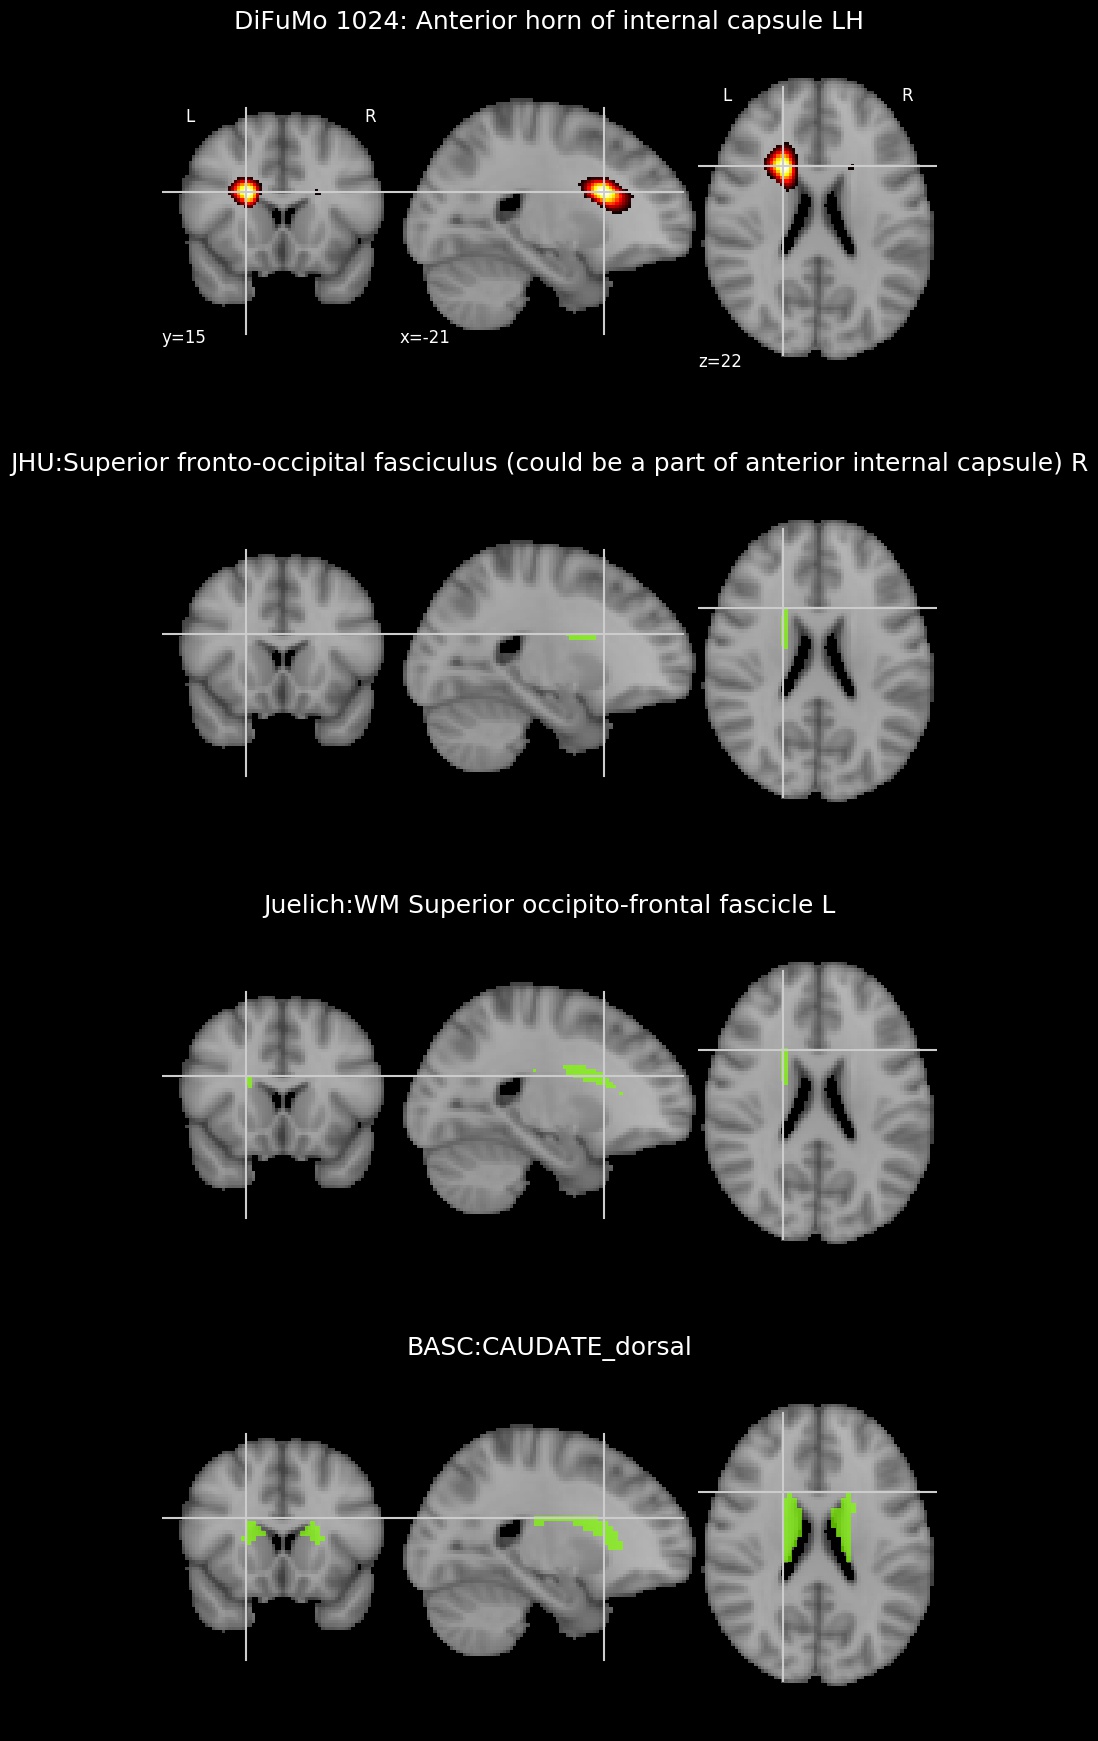 DiFuMo 1024: Anterior horn of internal capsule LH
L R L R
y=15 x=-21 z=22
JHU:Superior fronto-occipital fasciculus (could be a part of anterior internal capsule) R
Juelich:WM Superior occipito-frontal fascicle L
BASC:CAUDATE_dorsal